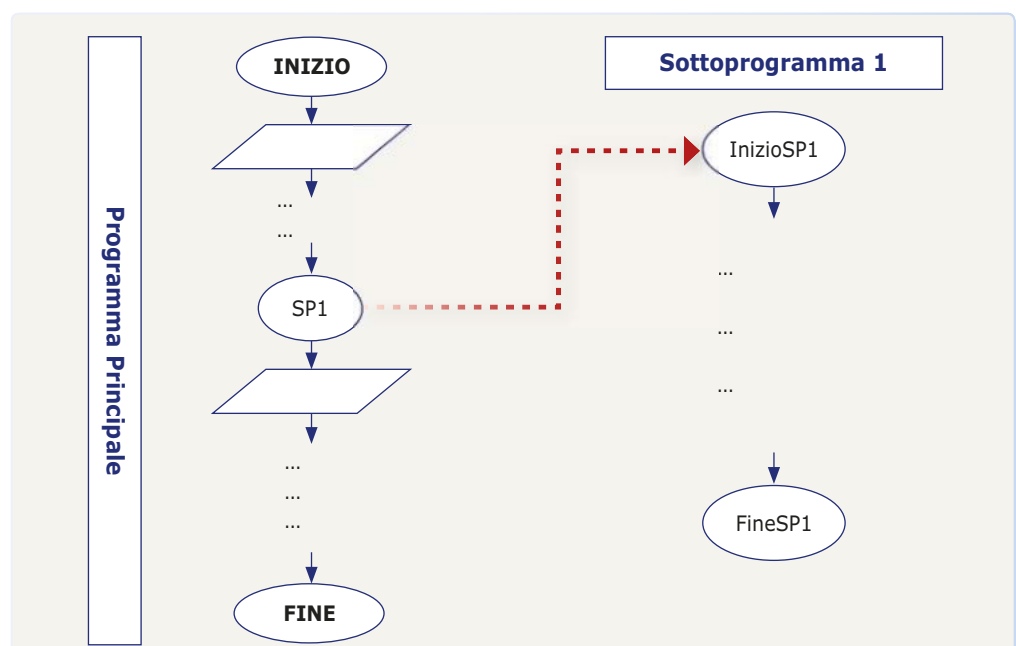 Programma Principale
INIZIO
...
...
SP1
...
...
...
FINE
Sottoprogramma 1
InizioSP1
...
...
...
FineSP1